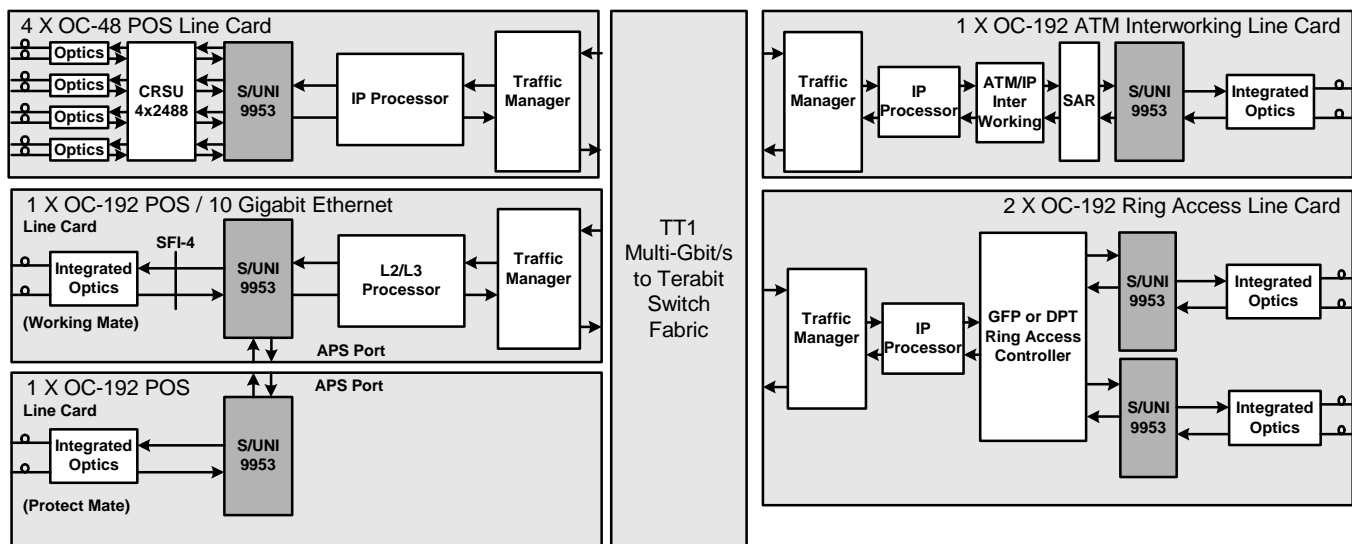 4 X OC-48 POS Line Card
Optics
Optics
Optics
Optics
CRSU
4x2488
S/UNI
9953
IP Processor
Traffic
Manager
1 X OC-192 POS / 10 Gigabit Ethernet
Line Card
SFI-4
Integrated
Optics
S/UNI
9953
L2/L3
Processor
Traffic
Manager
(Working Mate)
APS Port
1 X OC-192 POS
APS Port
Line Card
Integrated
Optics
S/UNI
9953
(Protect Mate)
TT1
Multi-Gbit/s
to Terabit
Switch
Fabric
1 X OC-192 ATM Interworking Line Card
Traffic
Manager
IP
Processor
ATM/IP
Inter
Working
SAR
S/UNI
9953
Integrated
Optics
2 X OC-192 Ring Access Line Card
Traffic
Manager
IP
Processor
GFP or DPT
Ring Access
Controller
S/UNI
9953
Integrated
Optics
S/UNI
9953
Integrated
Optics